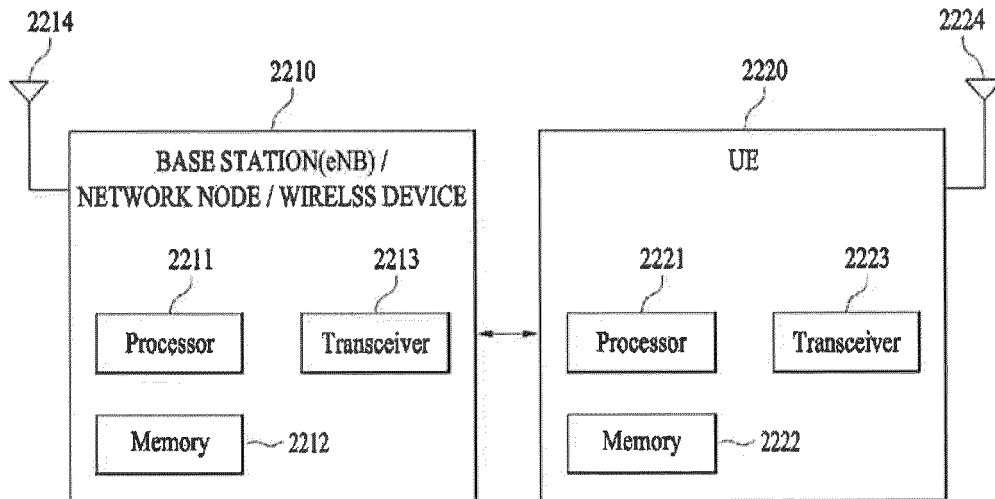 2214
2224
2210
2220
BASE STATION(eNB) /
NETWORK NODE / WIRELSS DEVICE
UE
2211
2213
2221
2223
Processor
Transceiver
Processor
Transceiver
Memory
2212
Memory
2222